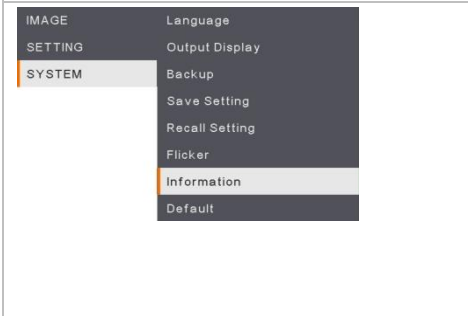 IMAGE
SETTING
SYSTEM
Language
Output Display
Backup
Save Setting
Recall Setting
Flicker
Information
Default